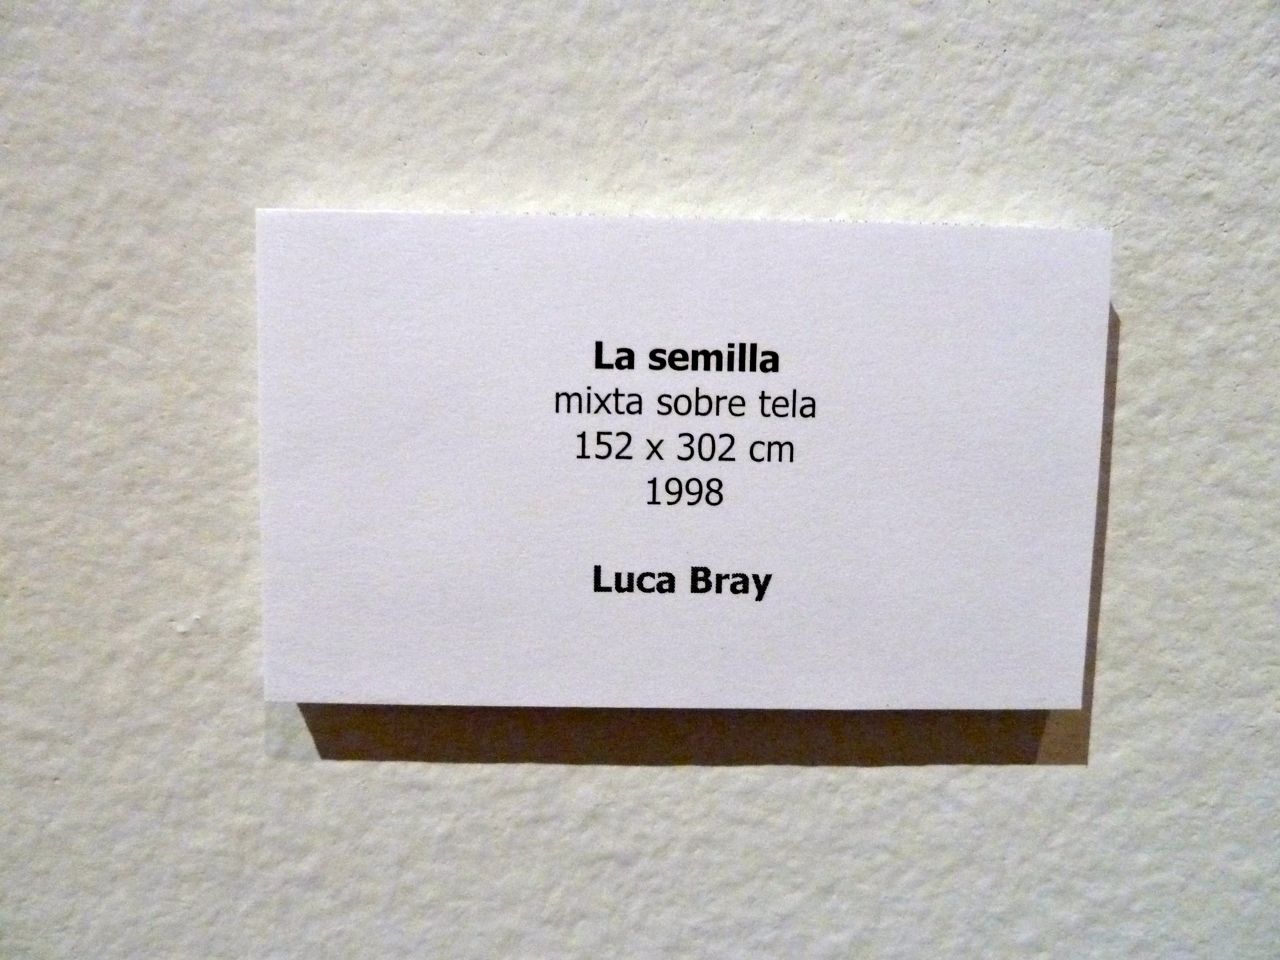 La semilla
mixta sobre tela
152 x 302 cm
1998
Luca Bray